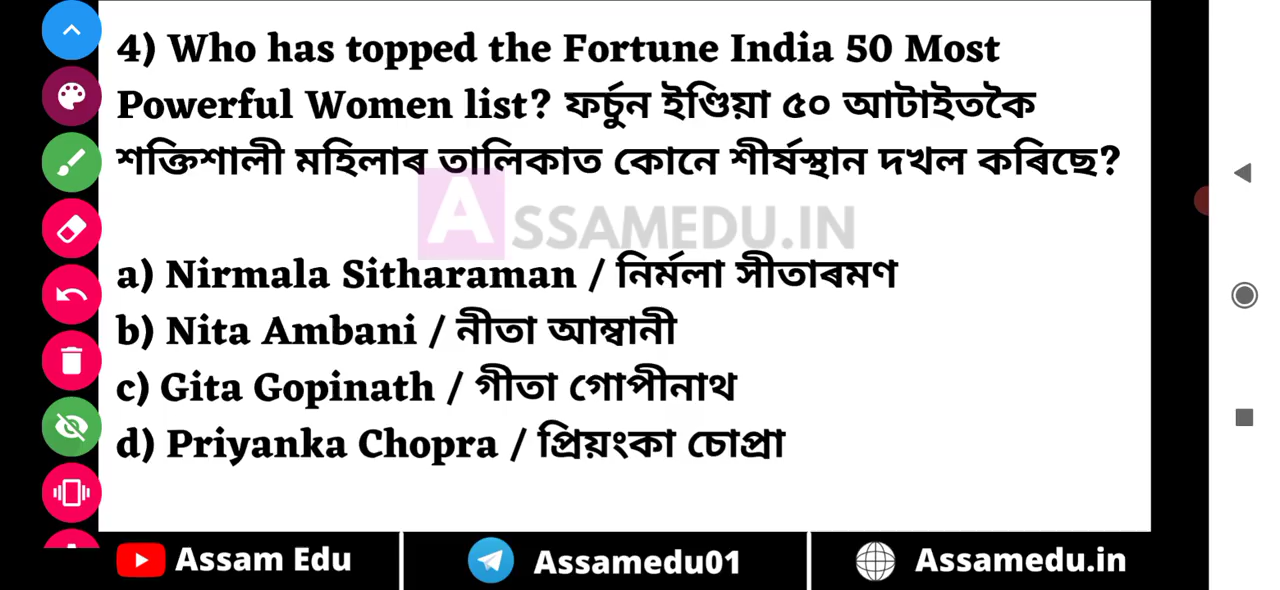 4) Who has topped the Fortune India 50 Most
Powerful Women list? ফৰ্চুন ইণ্ডিয়া ৫০ আটাইতকৈ
শক্তিশালী মহিলাৰ তালিকাত কোনে শীৰ্ষস্থান দখল কৰিছে?
ASSAMEDU.IN
a) Nirmala Sitharaman / নিৰ্মলা সীতাৰমণ
b) Nita Ambani / নীতা আম্বানী
c) Gita Gopinath / গীতা গোপীনাথ
d) Priyanka Chopra / প্ৰিয়ংকা চোপ্ৰা
Assam Edu Assamedu01 Assamedu.in